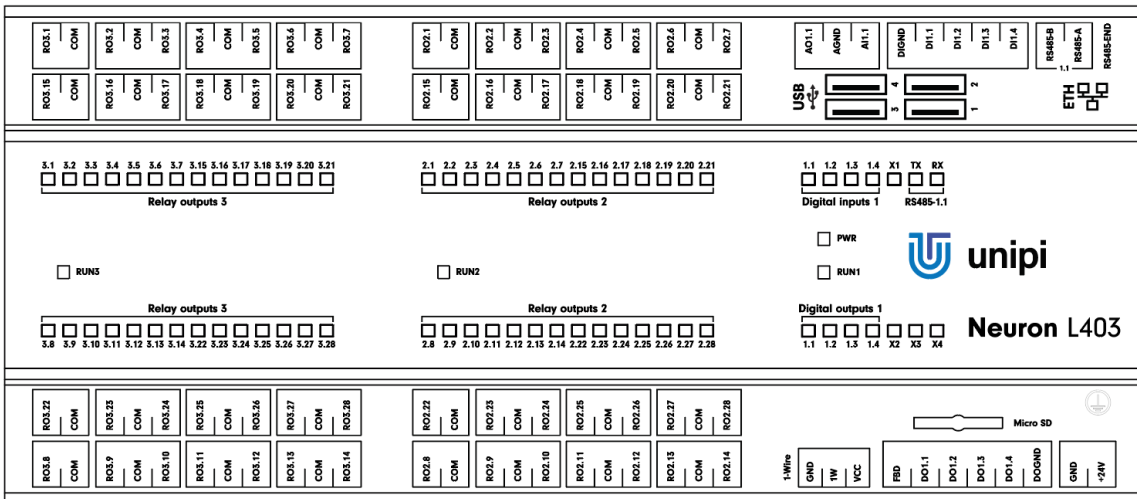 RO3.1 COM RO3.2 COM RO3.3 RO3.4 COM RO3.5 RO3.6 COM RO3.7 RO2.1 COM RO2.2 COM RO2.3 RO2.4 COM RO2.5 RO2.6 COM RO2.7 AO1.1 AGND AI1.1 DIGND DI1.1 DI1.2 DI1.3 DI1.4 RS485-B RS485-A RS485-END
1.1
RO3.15 COM RO3.16 COM RO3.17 RO3.18 COM RO3.19 RO3.20 COM RO3.21 RO2.15 COM RO2.16 COM RO2.17 RO2.18 COM RO2.19 RO2.20 COM RO2.21 USB 4 2 3 1 ETH
3.1 3.2 3.3 3.4 3.5 3.6 3.7 3.15 3.16 3.17 3.18 3.19 3.20 3.21 2.1 2.2 2.3 2.4 2.5 2.6 2.7 2.15 2.16 2.17 2.18 2.19 2.20 2.21 1.1 1.2 1.3 1.4 X1 TX RX
Relay outputs 3 Relay outputs 2 Digital inputs 1 RS485-1.1
PWR
unipi
RUN3 RUN2 RUN1
Relay outputs 3 Relay outputs 2 Digital outputs 1
Neuron L403
3.8 3.9 3.10 3.11 3.12 3.13 3.14 3.22 3.23 3.24 3.25 3.26 3.27 3.28 2.8 2.9 2.10 2.11 2.12 2.13 2.14 2.22 2.23 2.24 2.25 2.26 2.27 2.28 1.1 1.2 1.3 1.4 X2 X3 X4
RO3.22 COM RO3.23 COM RO3.24 RO3.25 COM RO3.26 RO3.27 COM RO3.28 RO2.22 COM RO2.23 COM RO2.24 RO2.25 COM RO2.26 RO2.27 COM RO2.28 Micro SD
RO3.8 COM RO3.9 COM RO3.10 RO3.11 COM RO3.12 RO3.13 COM RO3.14 RO2.8 COM RO2.9 COM RO2.10 RO2.11 COM RO2.12 RO2.13 COM RO2.14 1-Wire GND 1W VCC FBD DO1.1 DO1.2 DO1.3 DO1.4 DOGND GND +24V